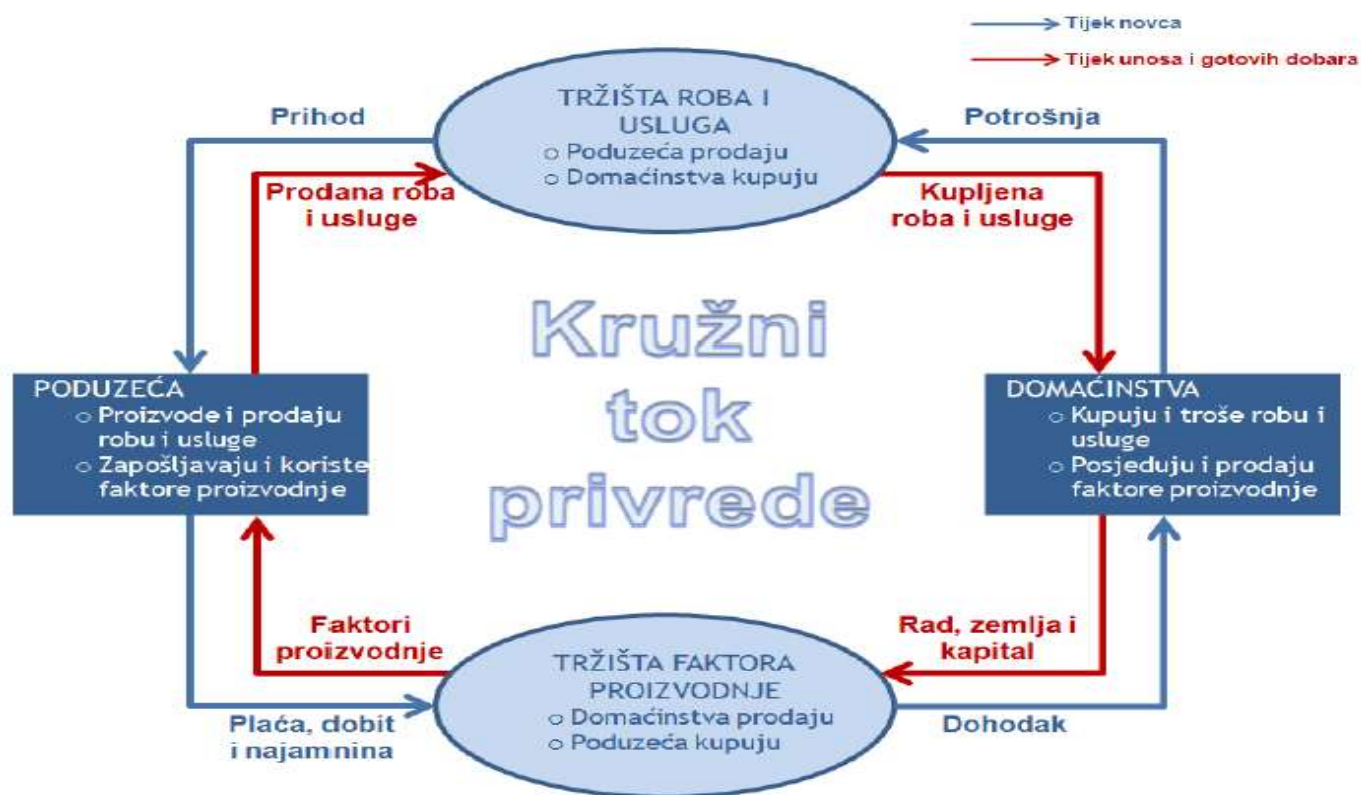 Tijek novca
Tijek unosa i gotovih dobara
TRŽIŠTA ROBA I
USLUGA
o Poduzeća prodaju
o Domaćinstva kupuju
Prihod
Potrošnja
Prodana roba
i usluge
Kupljena
roba i usluge
Kružni
tok
privrede
PODUZEĆA
o Proizvode i prodaju
robu i usluge
o Zapošljavaju i koriste
faktore proizvodnje
DOMAĆINSTVA
o Kupuju i troše robu i
usluge
o Posjeduju i prodaju
faktore proizvodnje
Faktori
proizvodnje
Rad, zemlja i
kapital
TRŽIŠTA FAKTORA
PROIZVODNJE
o Domaćinstva prodaju
o Poduzeća kupuju
Plaća, dobit
i najamnina
Dohodak